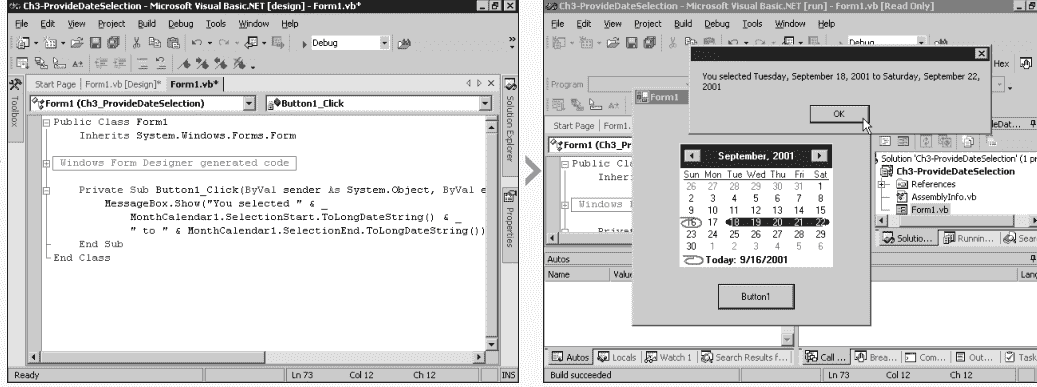 Ch3-ProvideDateSelection - Microsoft Visual Basic.NET [design] - Form1.vb*
File Edit View Project Build Debug Tools Window Help
Debug
Start Page Form1.vb [Design]* Form1.vb*
Toolbox
Form1 (Ch3_ProvideDateSelection) Button1_Click
Public Class Form1
Inherits System.Windows.Forms.Form
Windows Form Designer generated code
Private Sub Button1_Click(ByVal sender As System.Object, ByVal e
MessageBox.Show("You selected " & _
MonthCalendar1.SelectionStart.ToLongDateString() & _
" to " & MonthCalendar1.SelectionEnd.ToLongDateString())
End Sub
End Class
Solution Explorer
Properties
Ready Ln 73 Col 12 Ch 12 INS
Ch3-ProvideDateSelection - Microsoft Visual Basic.NET [run] - Form1.vb [Read Only]
File Edit View Project Build Debug Tools Window Help
Debug
Hex
Program
You selected Tuesday, September 18, 2001 to Saturday, September 22,
2001
OK
Form1
Start Page Form1.
Form1 (Ch3_Pr
Public Cla
Inher
Windows
Priva
September, 2001
Sun Mon Tue Wed Thu Fri Sat
26 27 28 29 30 31 1
2 3 4 5 6 7 8
9 10 11 12 13 14 15
16 17 18 19 20 21 22
23 24 25 26 27 28 29
30 1 2 3 4 5 6
Today: 9/16/2001
Button1
leDat...
Solution 'Ch3-ProvideDateSelection' (1 pr
Ch3-ProvideDateSelection
References
AssemblyInfo.vb
Form1.vb
Solutio... Runnin... Sear
Autos
Name Value
Lang
Autos Locals Watch 1 Search Results f...
Call ... Brea... Com... Out... Task
Build succeeded Ln 73 Col 12 Ch 12